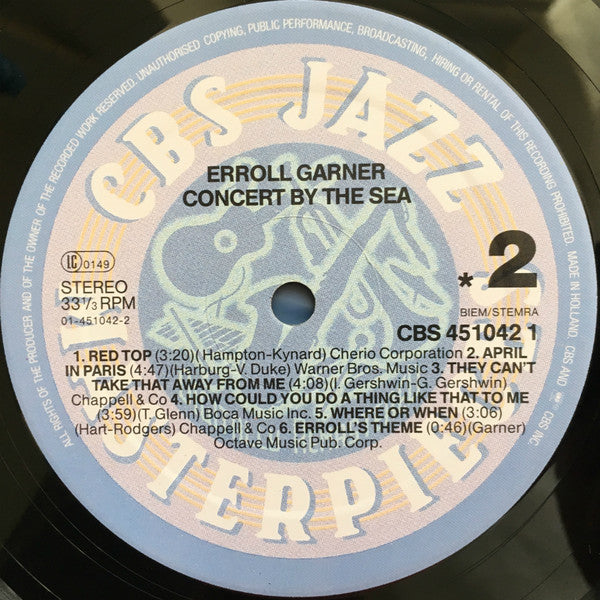 ALL RIGHTS OF THE PRODUCER AND OF THE OWNER OF THE RECORDED WORK RESERVED. UNAUTHORISED COPYING, PUBLIC PERFORMANCE, BROADCASTING, HIRING OR RENTAL OF THIS RECORDING PROHIBITED. MADE IN HOLLAND CBS AND ARE CBS INC
CBS JAZZ
MASTERPIECES
ERROLL GARNER
CONCERT BY THE SEA
LC 0149
STEREO
33 1/3 RPM
01-451042-2
*2
BIEM/STEMRA
CBS 451042 1
1. RED TOP (3:20)(Hampton-Kynard) Cherio Corporation 2. APRIL
IN PARIS (4:47)(Harburg-V. Duke) Warner Bros. Music 3. THEY CAN'T
TAKE THAT AWAY FROM ME (4:08)(I. Gershwin-G. Gershwin)
Chappell & Co 4. HOW COULD YOU DO A THING LIKE THAT TO ME
(3:59)(T. Glenn) Boca Music Inc. 5. WHERE OR WHEN (3:06)
(Hart-Rodgers) Chappell & Co 6. ERROLL'S THEME (0:46)(Garner)
Octave Music Pub. Corp.